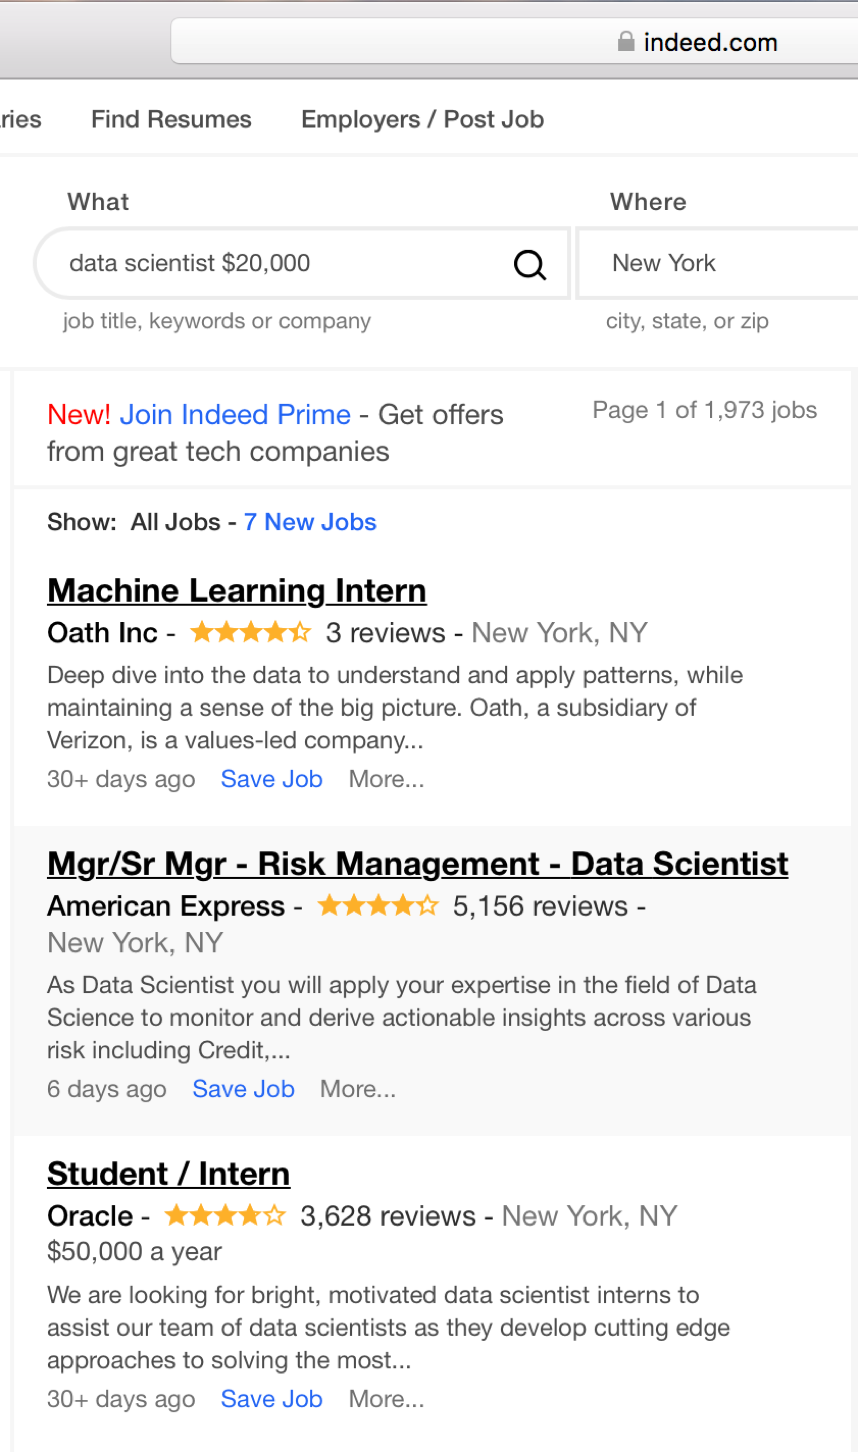 indeed.com
ries Find Resumes Employers / Post Job
What Where
data scientist $20,000 New York
job title, keywords or company city, state, or zip
New! Join Indeed Prime - Get offers Page 1 of 1,973 jobs
from great tech companies
Show: All Jobs - 7 New Jobs
Machine Learning Intern
Oath Inc - 3 reviews - New York, NY
Deep dive into the data to understand and apply patterns, while
maintaining a sense of the big picture. Oath, a subsidiary of
Verizon, is a values-led company...
30+ days ago Save Job More...
Mgr/Sr Mgr - Risk Management - Data Scientist
American Express - 5,156 reviews -
New York, NY
As Data Scientist you will apply your expertise in the field of Data
Science to monitor and derive actionable insights across various
risk including Credit,...
6 days ago Save Job More...
Student / Intern
Oracle - 3,628 reviews - New York, NY
$50,000 a year
We are looking for bright, motivated data scientist interns to
assist our team of data scientists as they develop cutting edge
approaches to solving the most...
30+ days ago Save Job More...